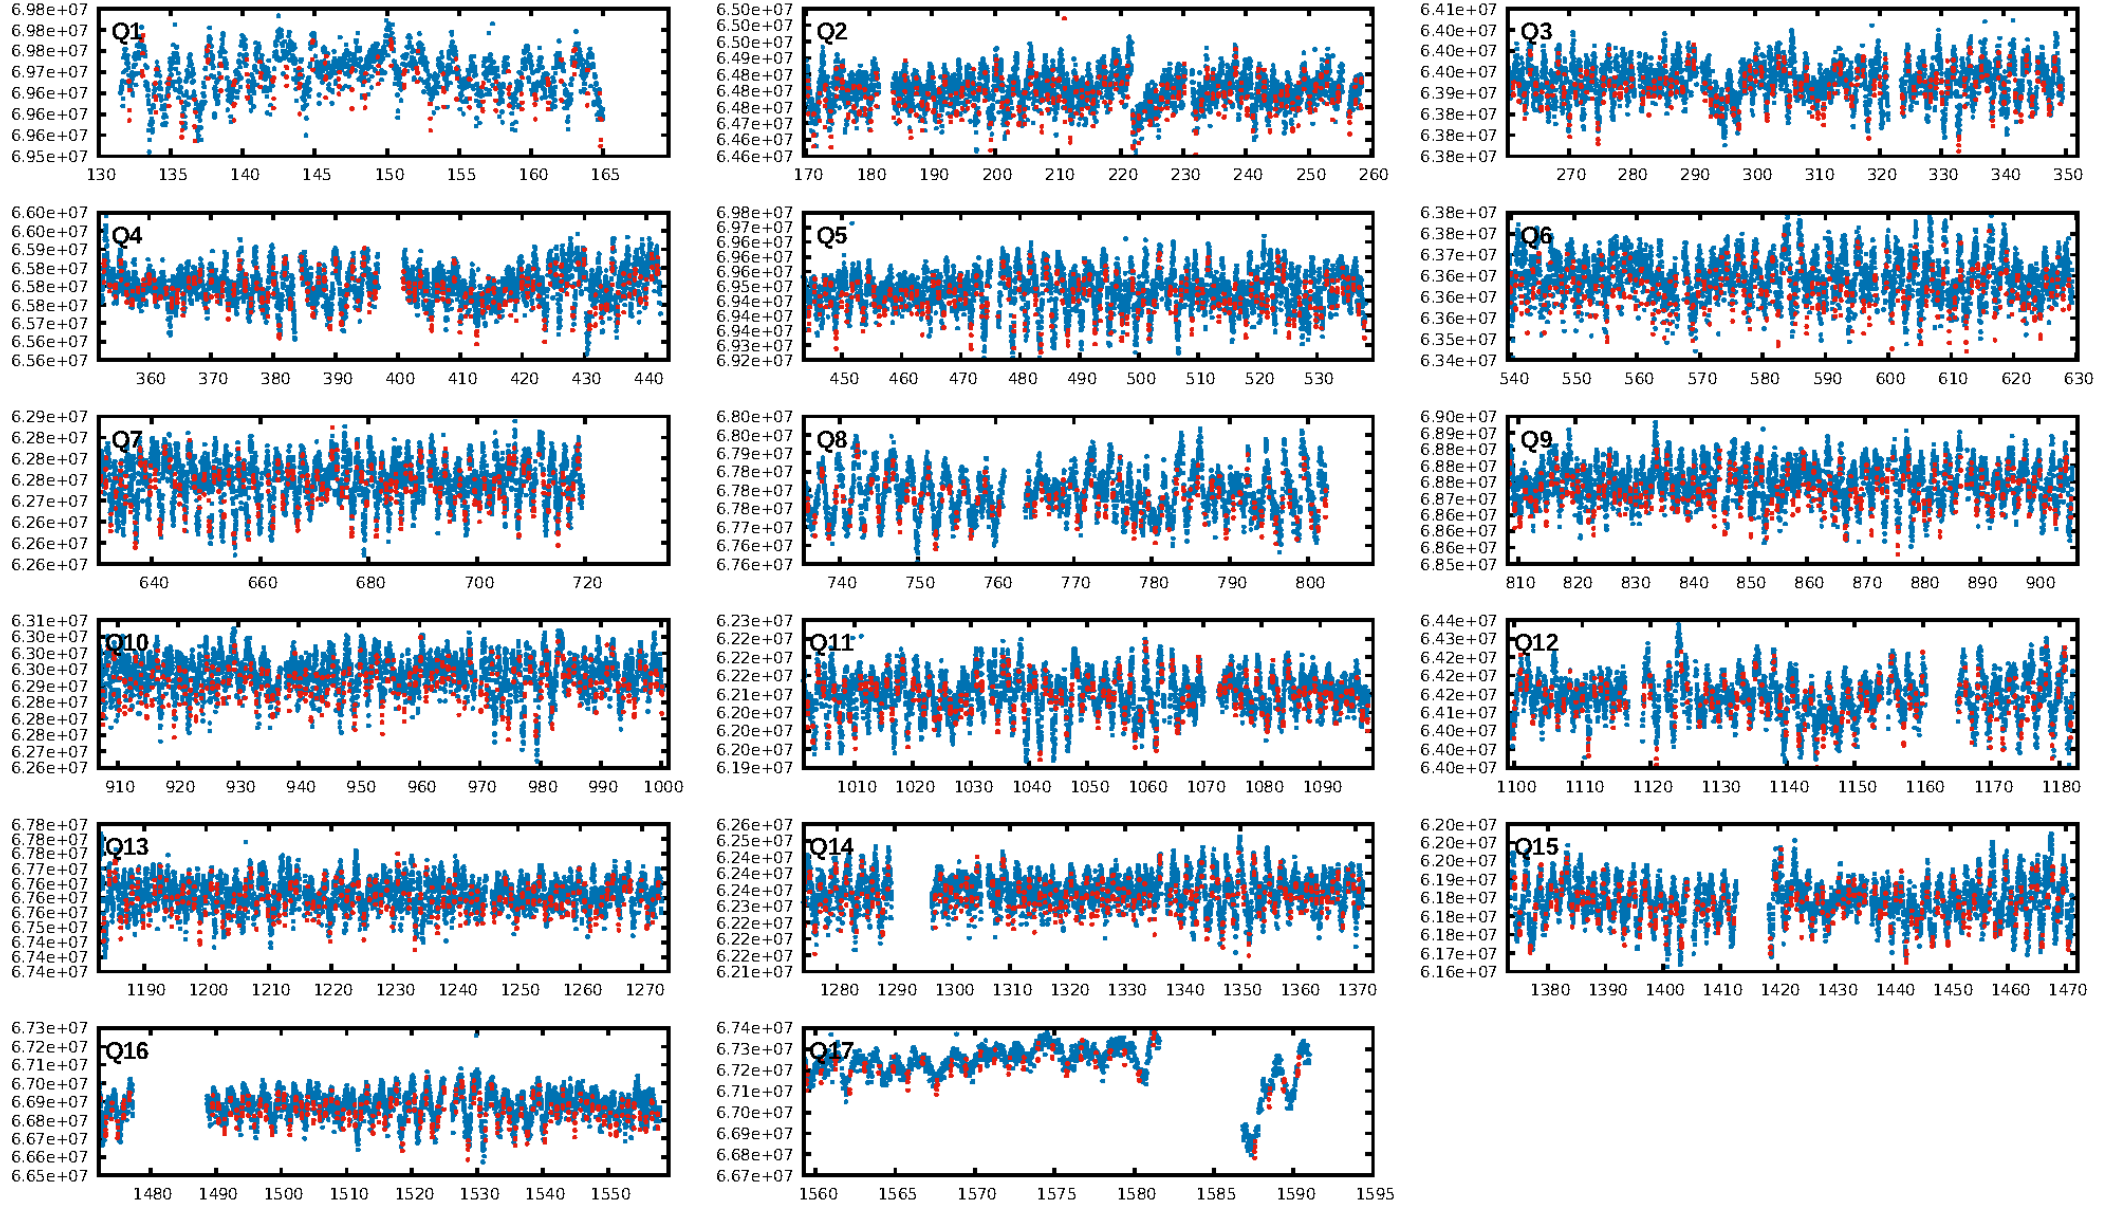 Q1
6.98e+07
6.98e+07
6.98e+07
6.97e+07
6.96e+07
6.96e+07
6.96e+07
6.95e+07
130 135 140 145 150 155 160 165
Q2
6.50e+07
6.50e+07
6.49e+07
6.49e+07
6.48e+07
6.48e+07
6.48e+07
6.47e+07
6.46e+07
6.46e+07
170 180 190 200 210 220 230 240 250 260
Q3
6.41e+07
6.40e+07
6.40e+07
6.40e+07
6.39e+07
6.38e+07
6.38e+07
6.38e+07
270 280 290 300 310 320 330 340 350
Q4
6.60e+07
6.60e+07
6.59e+07
6.58e+07
6.58e+07
6.58e+07
6.57e+07
6.56e+07
6.56e+07
360 370 380 390 400 410 420 430 440
Q5
6.98e+07
6.97e+07
6.96e+07
6.96e+07
6.96e+07
6.95e+07
6.94e+07
6.94e+07
6.93e+07
6.92e+07
6.92e+07
450 460 470 480 490 500 510 520 530
Q6
6.38e+07
6.38e+07
6.37e+07
6.36e+07
6.36e+07
6.36e+07
6.35e+07
6.34e+07
540 550 560 570 580 590 600 610 620 630
Q7
6.29e+07
6.28e+07
6.28e+07
6.28e+07
6.27e+07
6.26e+07
6.26e+07
6.26e+07
640 660 680 700 720
Q8
6.80e+07
6.80e+07
6.79e+07
6.78e+07
6.78e+07
6.78e+07
6.77e+07
6.76e+07
6.76e+07
740 750 760 770 780 790 800
Q9
6.90e+07
6.89e+07
6.88e+07
6.88e+07
6.88e+07
6.87e+07
6.86e+07
6.86e+07
6.86e+07
6.85e+07
810 820 830 840 850 860 870 880 890 900
Q10
6.31e+07
6.30e+07
6.30e+07
6.30e+07
6.29e+07
6.28e+07
6.28e+07
6.28e+07
6.27e+07
6.26e+07
910 920 930 940 950 960 970 980 990 1000
Q11
6.23e+07
6.22e+07
6.22e+07
6.22e+07
6.21e+07
6.20e+07
6.20e+07
6.19e+07
1010 1020 1030 1040 1050 1060 1070 1080 1090
Q12
6.44e+07
6.43e+07
6.42e+07
6.42e+07
6.42e+07
6.41e+07
6.40e+07
6.40e+07
6.40e+07
1100 1110 1120 1130 1140 1150 1160 1170 1180
Q13
6.78e+07
6.78e+07
6.78e+07
6.77e+07
6.76e+07
6.76e+07
6.76e+07
6.75e+07
6.74e+07
6.74e+07
6.74e+07
1190 1200 1210 1220 1230 1240 1250 1260 1270
Q14
6.26e+07
6.25e+07
6.24e+07
6.24e+07
6.24e+07
6.23e+07
6.22e+07
6.22e+07
6.22e+07
6.21e+07
1280 1290 1300 1310 1320 1330 1340 1350 1360 1370
Q15
6.20e+07
6.20e+07
6.20e+07
6.19e+07
6.18e+07
6.18e+07
6.18e+07
6.17e+07
6.16e+07
1380 1390 1400 1410 1420 1430 1440 1450 1460 1470
Q16
6.73e+07
6.72e+07
6.71e+07
6.70e+07
6.69e+07
6.68e+07
6.67e+07
6.66e+07
6.65e+07
1480 1490 1500 1510 1520 1530 1540 1550
Q17
6.74e+07
6.73e+07
6.72e+07
6.71e+07
6.70e+07
6.69e+07
6.68e+07
6.67e+07
1560 1565 1570 1575 1580 1585 1590 1595